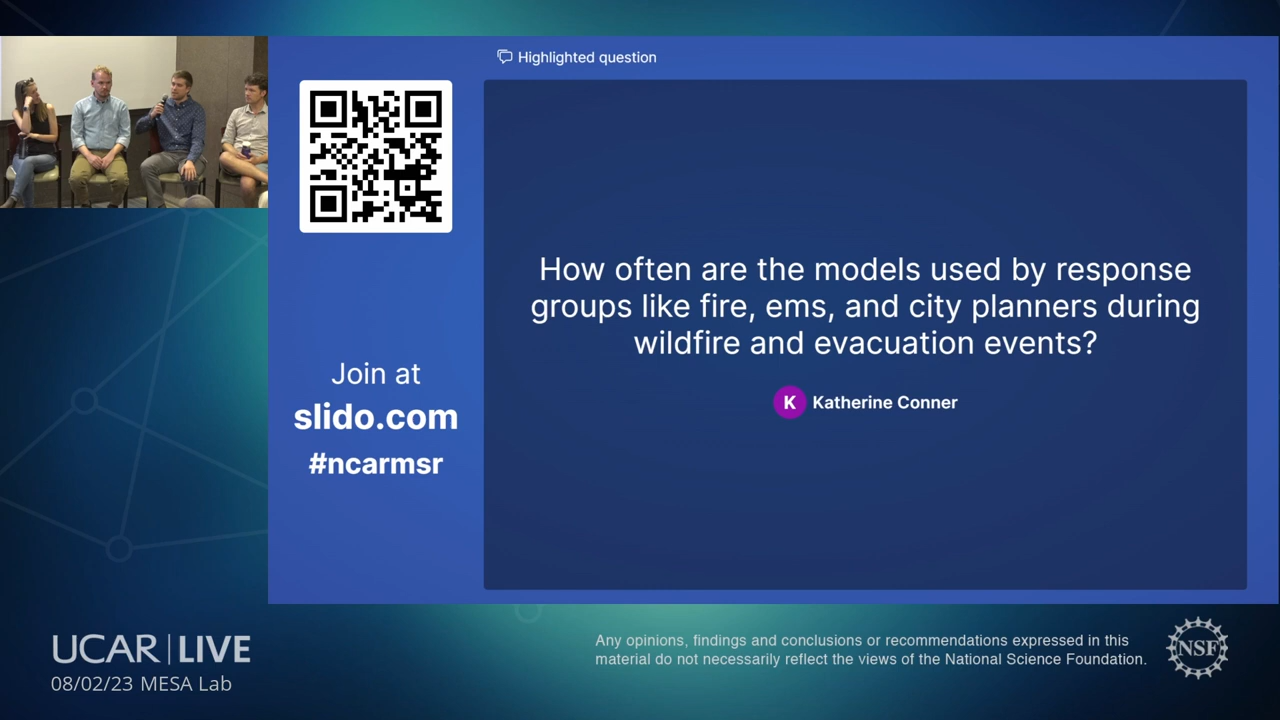 Highlighted question
How often are the models used by response
groups like fire, ems, and city planners during
wildfire and evacuation events?
K Katherine Conner
Join at
slido.com
#ncarmsr
UCAR | LIVE
08/02/23 MESA Lab
Any opinions, findings and conclusions or recommendations expressed in this
material do not necessarily reflect the views of the National Science Foundation.
NSF